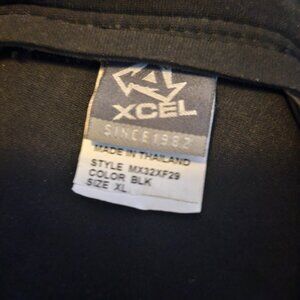 XCEL
SINCE 1982
MADE IN THAILAND
STYLE MX32XF29
COLOR BLK
SIZE XL